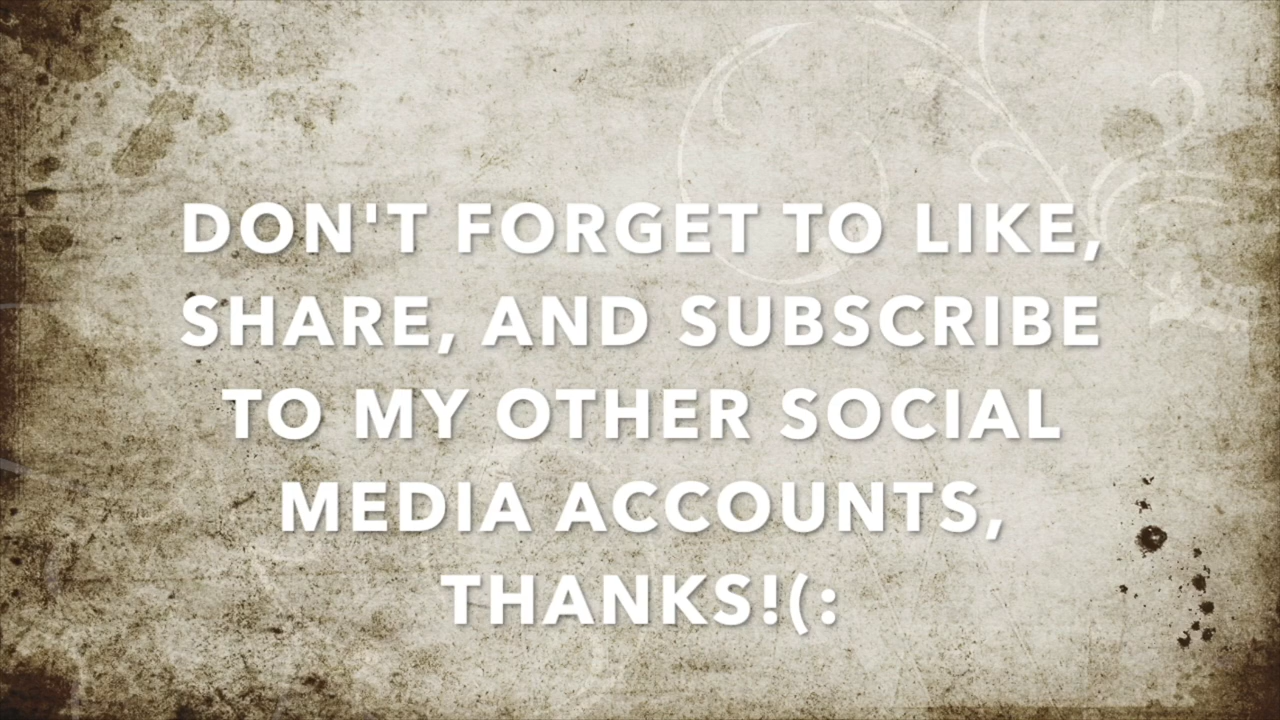 DON'T FORGET TO LIKE,
SHARE, AND SUBSCRIBE
TO MY OTHER SOCIAL
MEDIA ACCOUNTS,
THANKS!(: